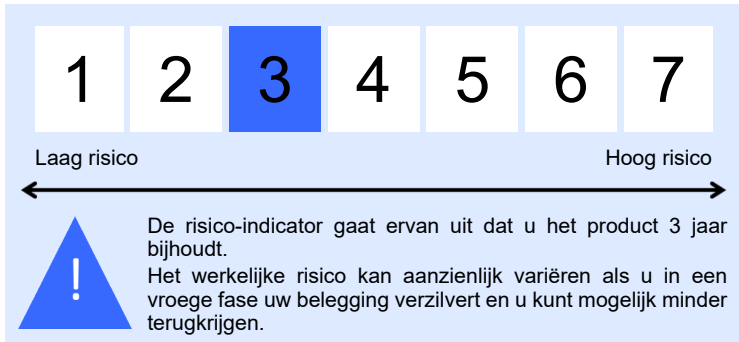 1 2 3 4 5 6 7
Laag risico Hoog risico
De risico-indicator gaat ervan uit dat u het product 3 jaar
bijhoudt.
Het werkelijke risico kan aanzienlijk variëren als u in een
vroege fase uw belegging verzilvert en u kunt mogelijk minder
terugkrijgen.
!